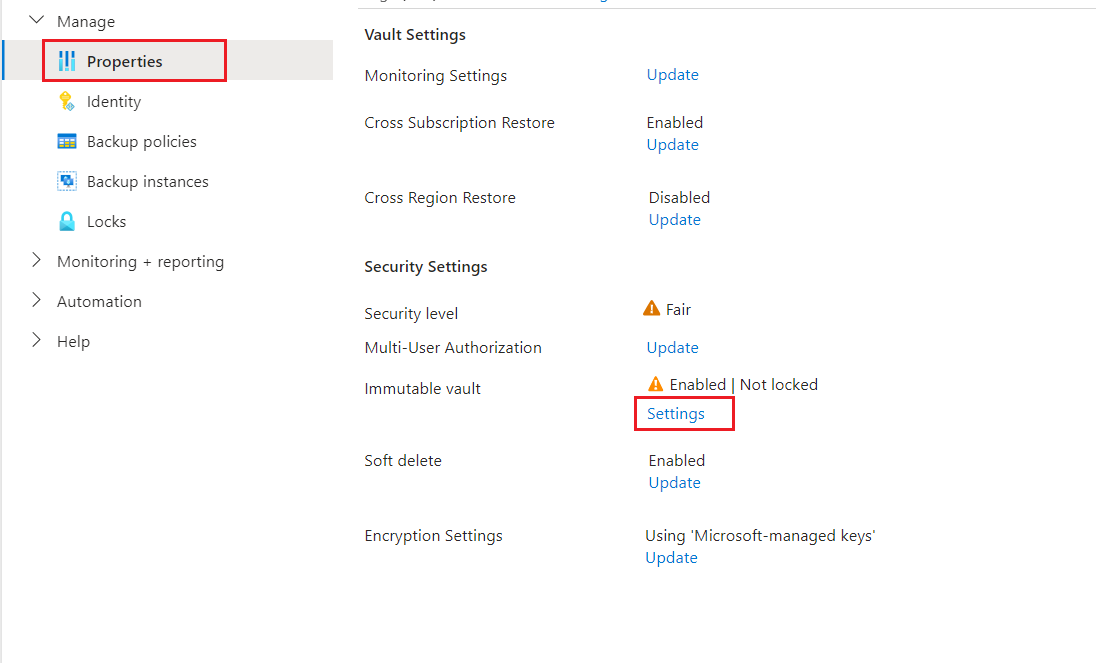 Manage
Properties
Identity
Backup policies
Backup instances
Locks
Monitoring + reporting
Automation
Help
Vault Settings
Monitoring Settings Update
Cross Subscription Restore Enabled
Update
Cross Region Restore Disabled
Update
Security Settings
Security level Fair
Multi-User Authorization Update
Immutable vault Enabled | Not locked
Settings
Soft delete Enabled
Update
Encryption Settings Using 'Microsoft-managed keys'
Update